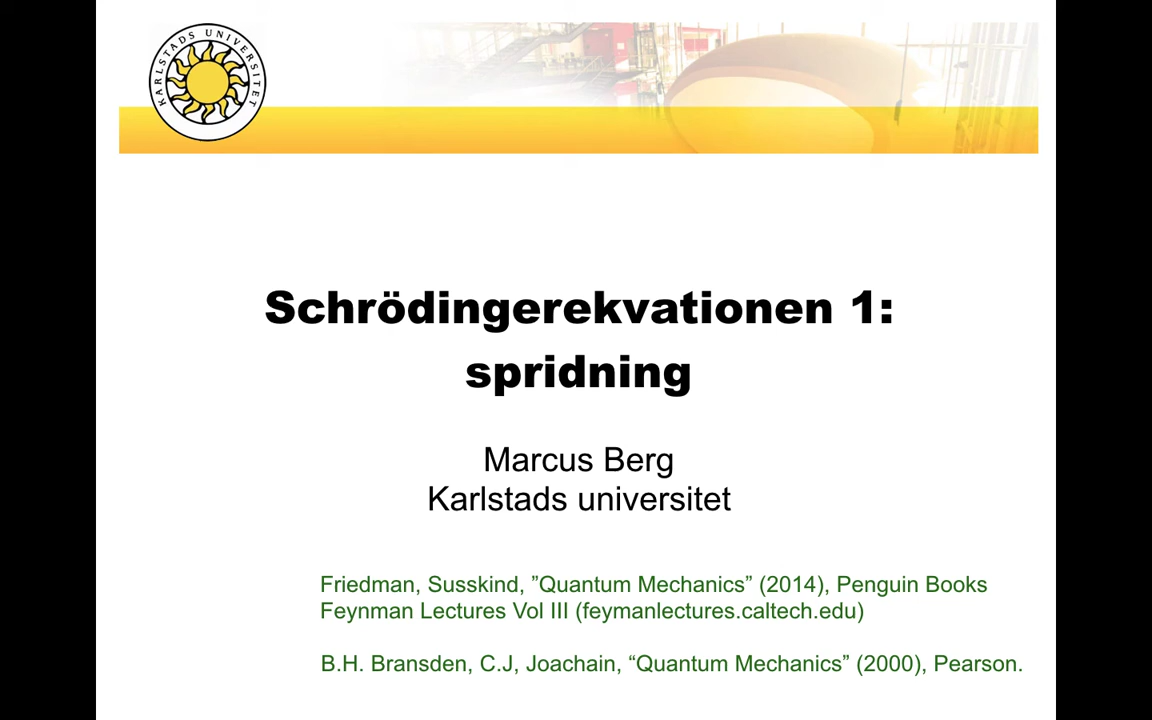 KARLSTADS UNIVERSITET
Schrödingerekvationen 1:
spridning
Marcus Berg
Karlstads universitet
Friedman, Susskind, ”Quantum Mechanics” (2014), Penguin Books
Feynman Lectures Vol III (feymanlectures.caltech.edu)
B.H. Bransden, C.J, Joachain, “Quantum Mechanics” (2000), Pearson.